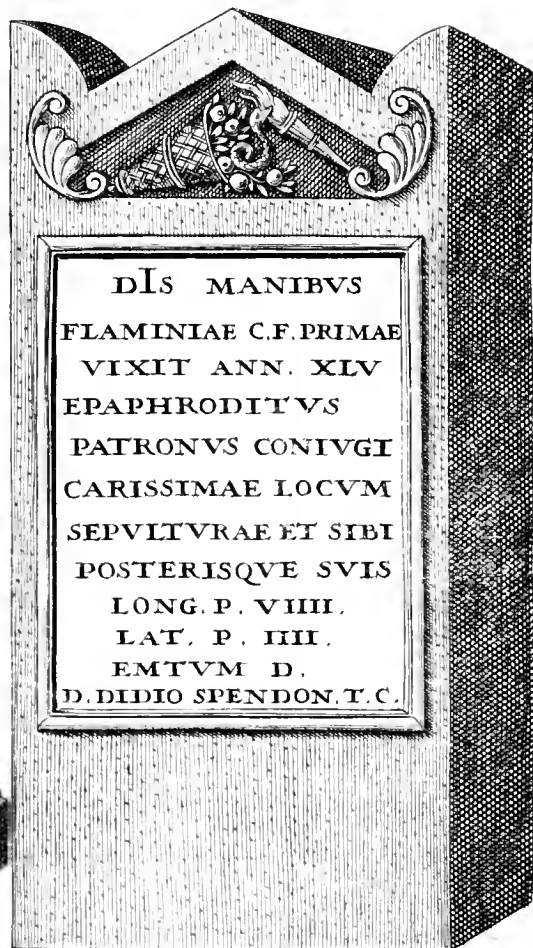 DIS MANIBVS
FLAMINIAE C.F. PRIMAE
VIXIT ANN. XLV
EPAPHRODITVS
PATRONVS CONIVGI
CARISSIMAE LOCVM
SEPVLTVRAE ET SIBI
POSTERISQVE SVIS
LONG. P. VIIII.
LAT. P. IIII.
EMTVM D.
D. DIDIO SPENDON. T. C.